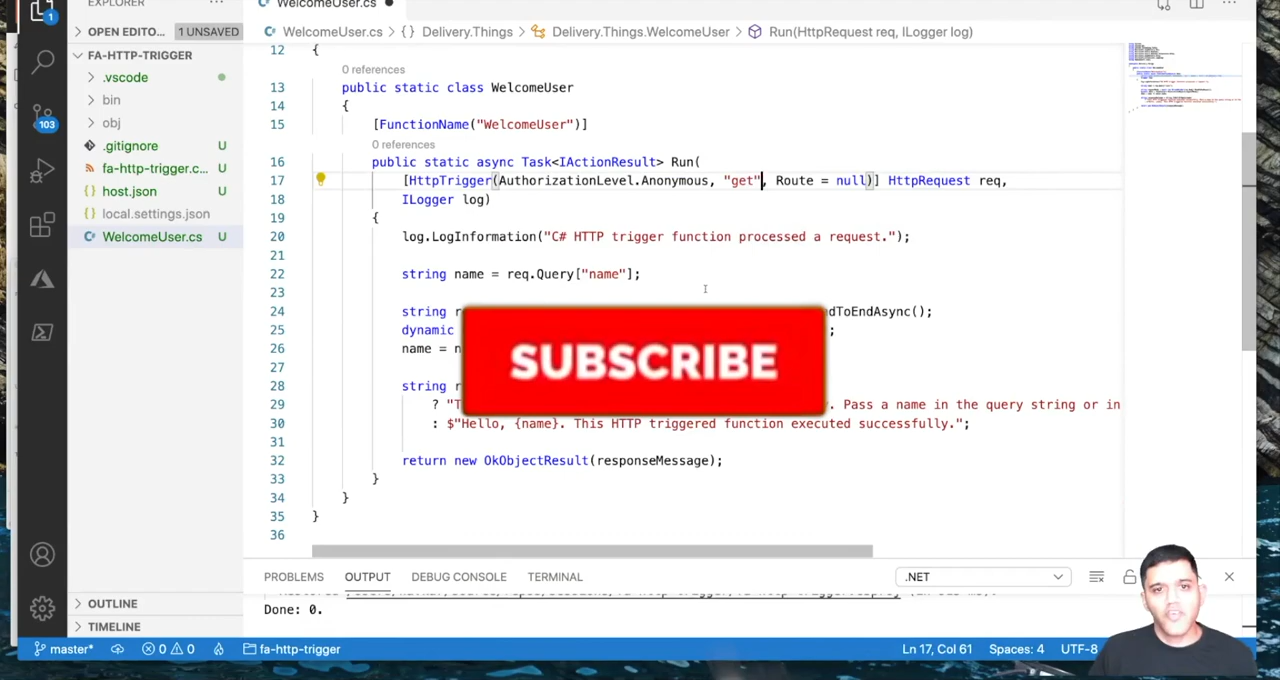 EXPLORER
WelcomeUser.cs
1
OPEN EDITO...
1 UNSAVED
WelcomeUser.cs > {} Delivery.Things > Delivery.Things.WelcomeUser > Run(HttpRequest req, ILogger log)
FA-HTTP-TRIGGER
.vscode
bin
obj
.gitignore U
fa-http-trigger.c... U
host.json U
local.settings.json
WelcomeUser.cs U
103
12 {
0 references
13 public static class WelcomeUser
14 {
15 [FunctionName("WelcomeUser")]
0 references
16 public static async Task<IActionResult> Run(
17 [HttpTrigger(AuthorizationLevel.Anonymous, "get", Route = null)] HttpRequest req,
18 ILogger log)
19 {
20 log.LogInformation("C# HTTP trigger function processed a request.");
21
22 string name = req.Query["name"];
23
24 string r dToEndAsync();
25 dynamic ;
26 name = n
27
28 string r
29 ? "T . Pass a name in the query string or in
30 : $"Hello, {name}. This HTTP triggered function executed successfully.";
31
32 return new OkObjectResult(responseMessage);
33 }
34 }
35 }
36
SUBSCRIBE
PROBLEMS OUTPUT DEBUG CONSOLE TERMINAL
.NET
Done: 0.
OUTLINE
TIMELINE
master* 0 0 fa-http-trigger Ln 17, Col 61 Spaces: 4 UTF-8